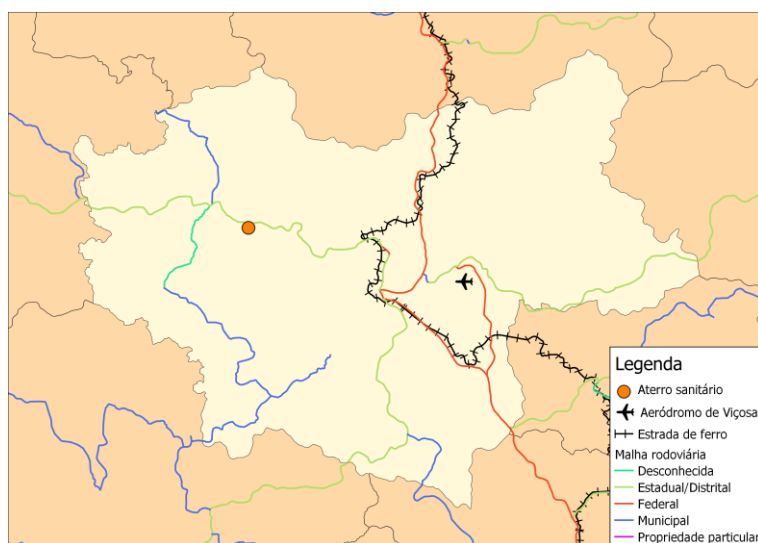 Legenda
Aterro sanitário
Aeródromo de Viçosa
Estrada de ferro
Malha rodoviária
Desconhecida
Estadual/Distrital
Federal
Municipal
Propriedade particular